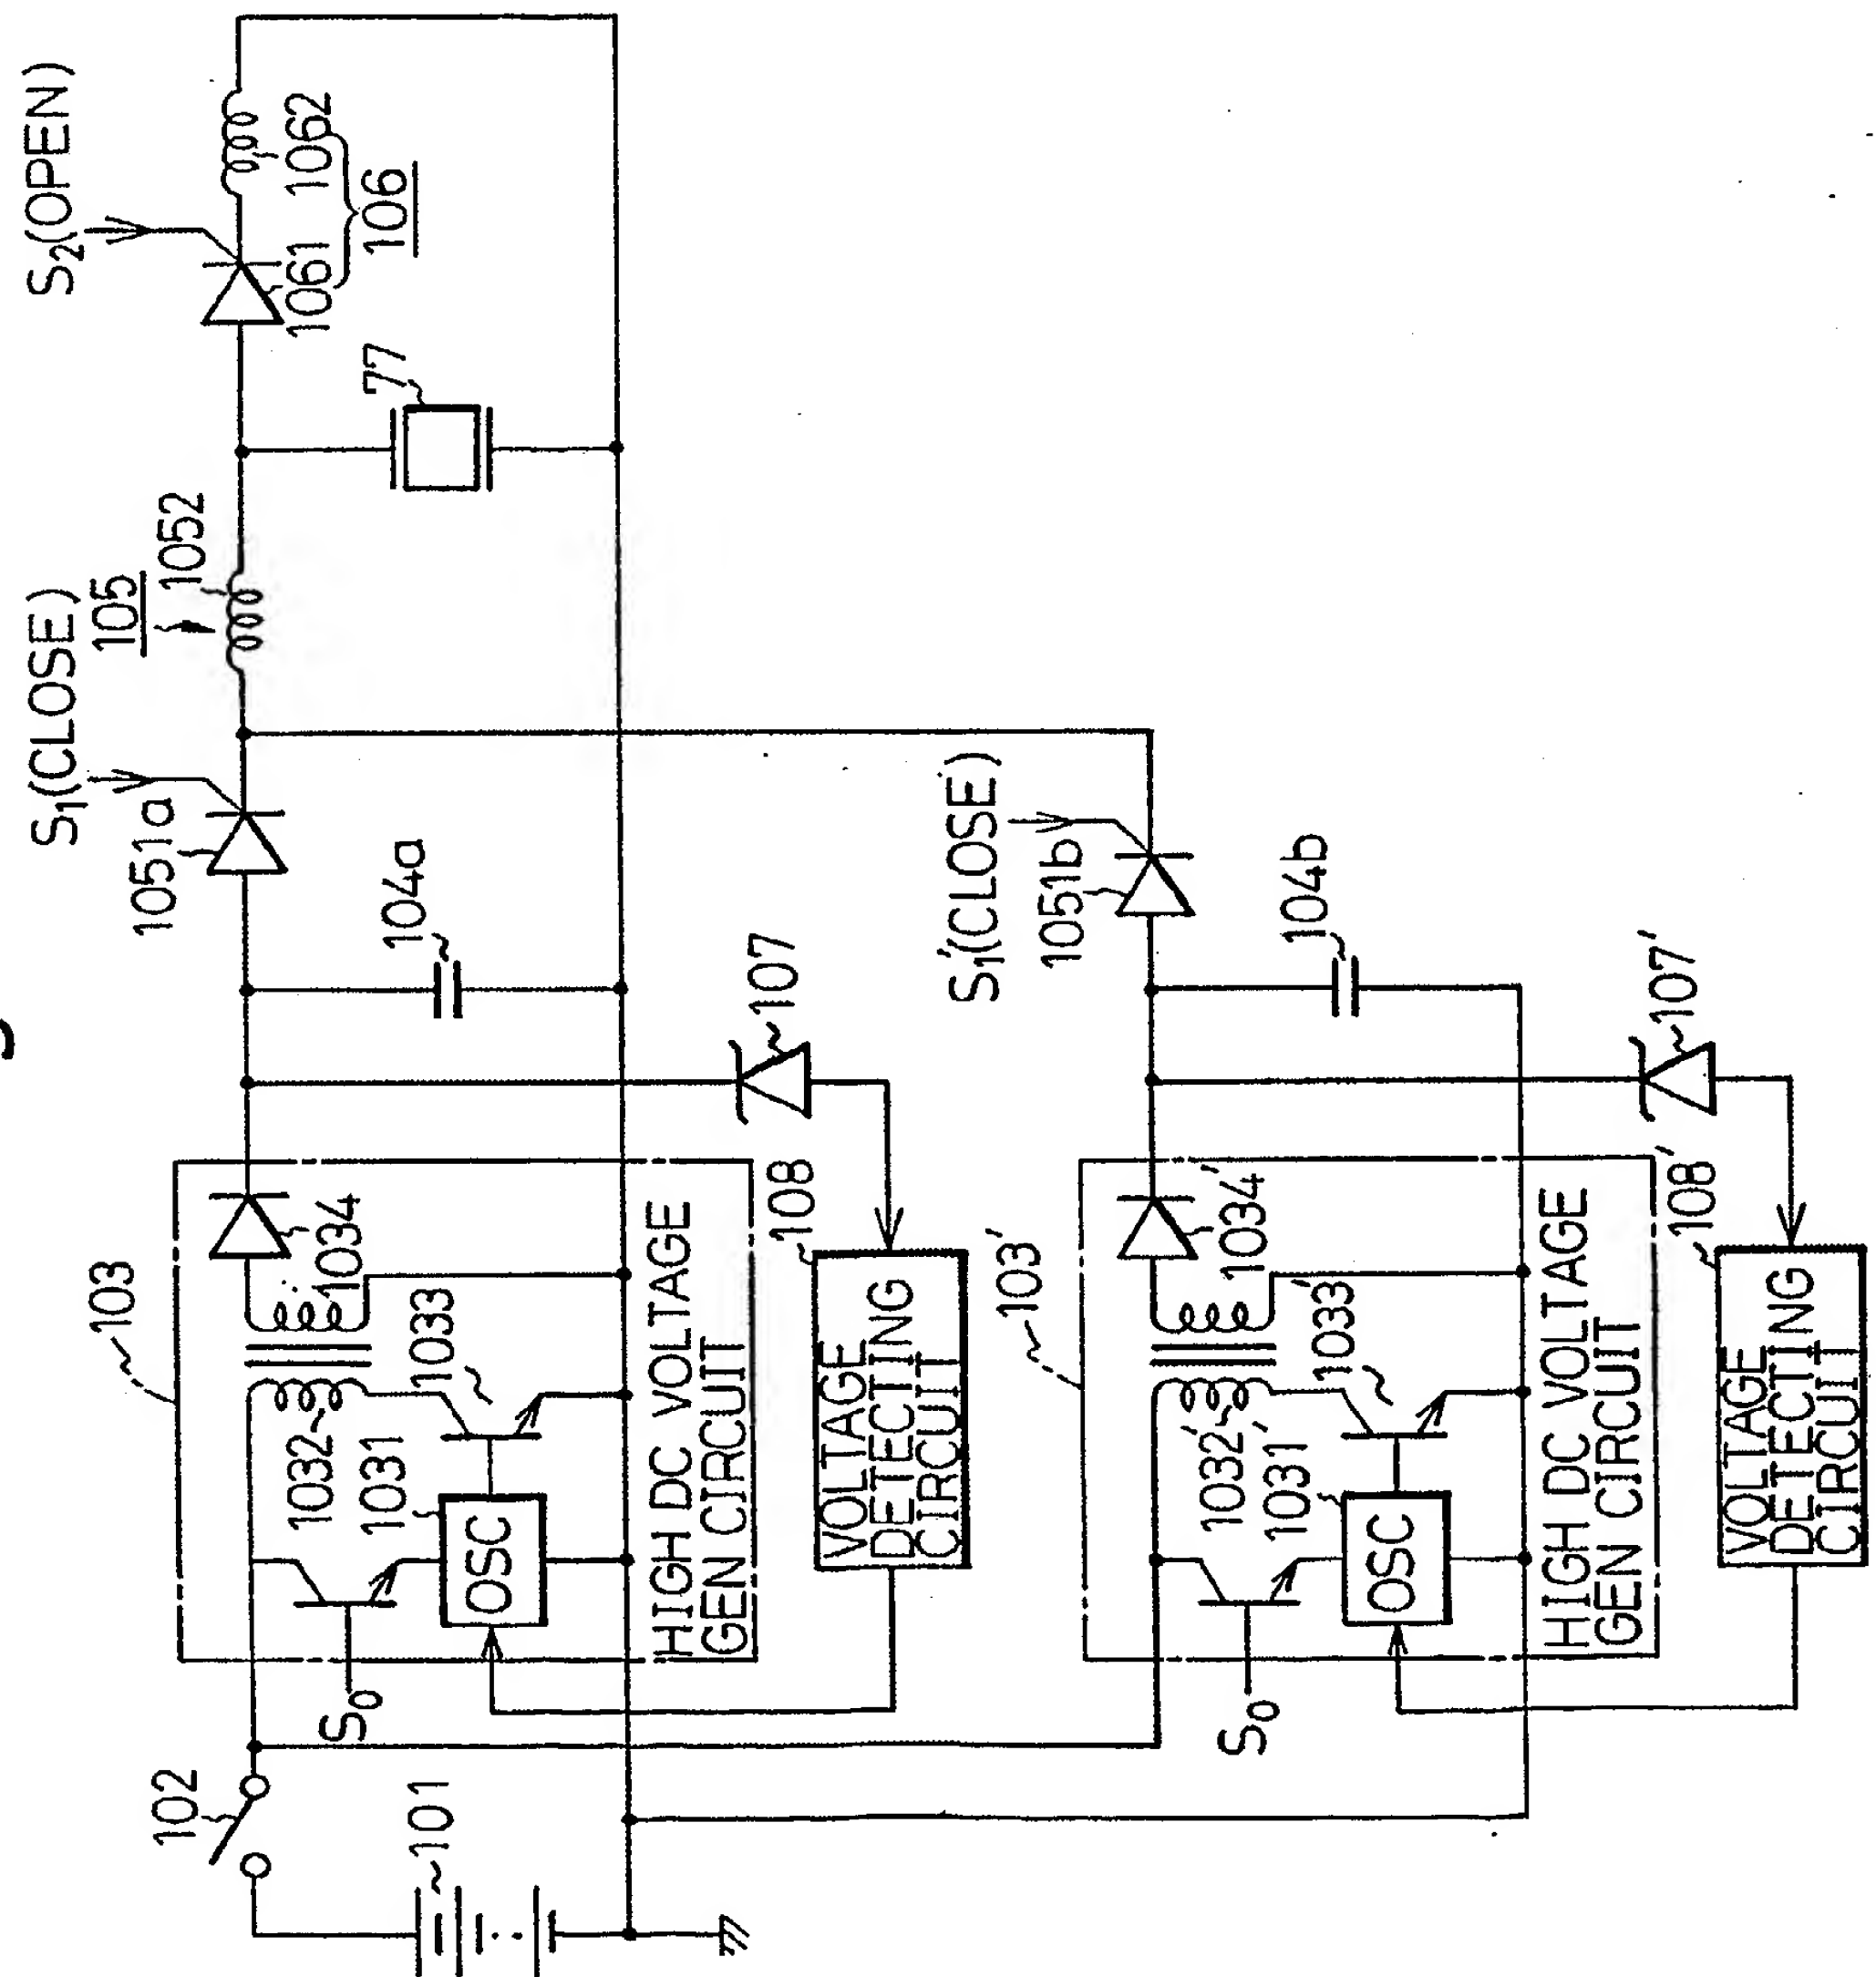 S2(OPEN)
1061
1062
106
77
S1(CLOSE)
105
1052
1051a
104a
107
103
1034
1033
1032
1031
OSC
S0
HIGH DC VOLTAGE
GEN CIRCUIT
108
VOLTAGE
DETECTING
CIRCUIT
102
101
S1'(CLOSE)
1051b
104b
107'
103'
1034'
1033'
1032'
1031'
OSC
S0
HIGH DC VOLTAGE
GEN CIRCUIT
108'
VOLTAGE
DETECTING
CIRCUIT